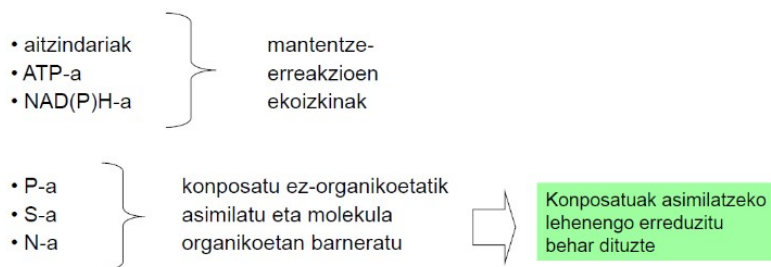 • aitzindariak
• ATP-a
• NAD(P)H-a
mantentze-
erreakzioen
ekoizkinak
• P-a
• S-a
• N-a
konposatu ez-organikoetatik
asimilatu eta molekula
organikoetan barneratu
Konposatuak asimilatzeko
lehenengo erreduzitu
behar dituzte